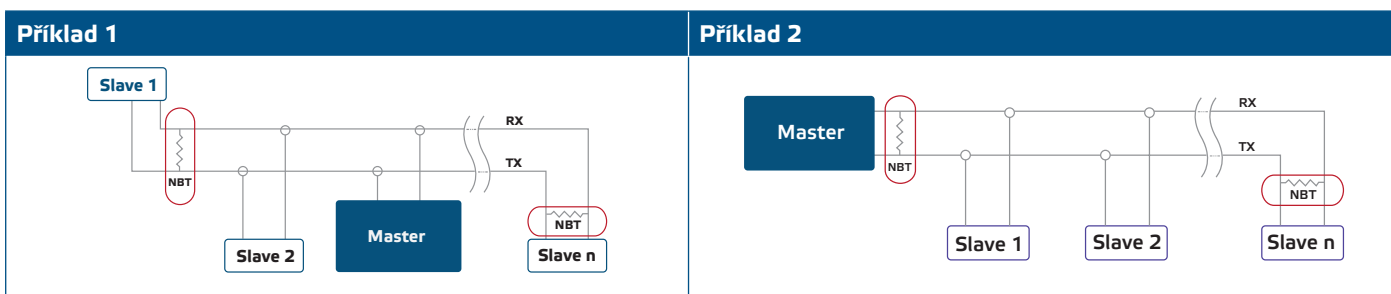 Příklad 1
Slave 1
RX
TX
NBT
NBT
Slave 2
Master
Slave n
Příklad 2
Master
RX
TX
NBT
NBT
Slave 1
Slave 2
Slave n